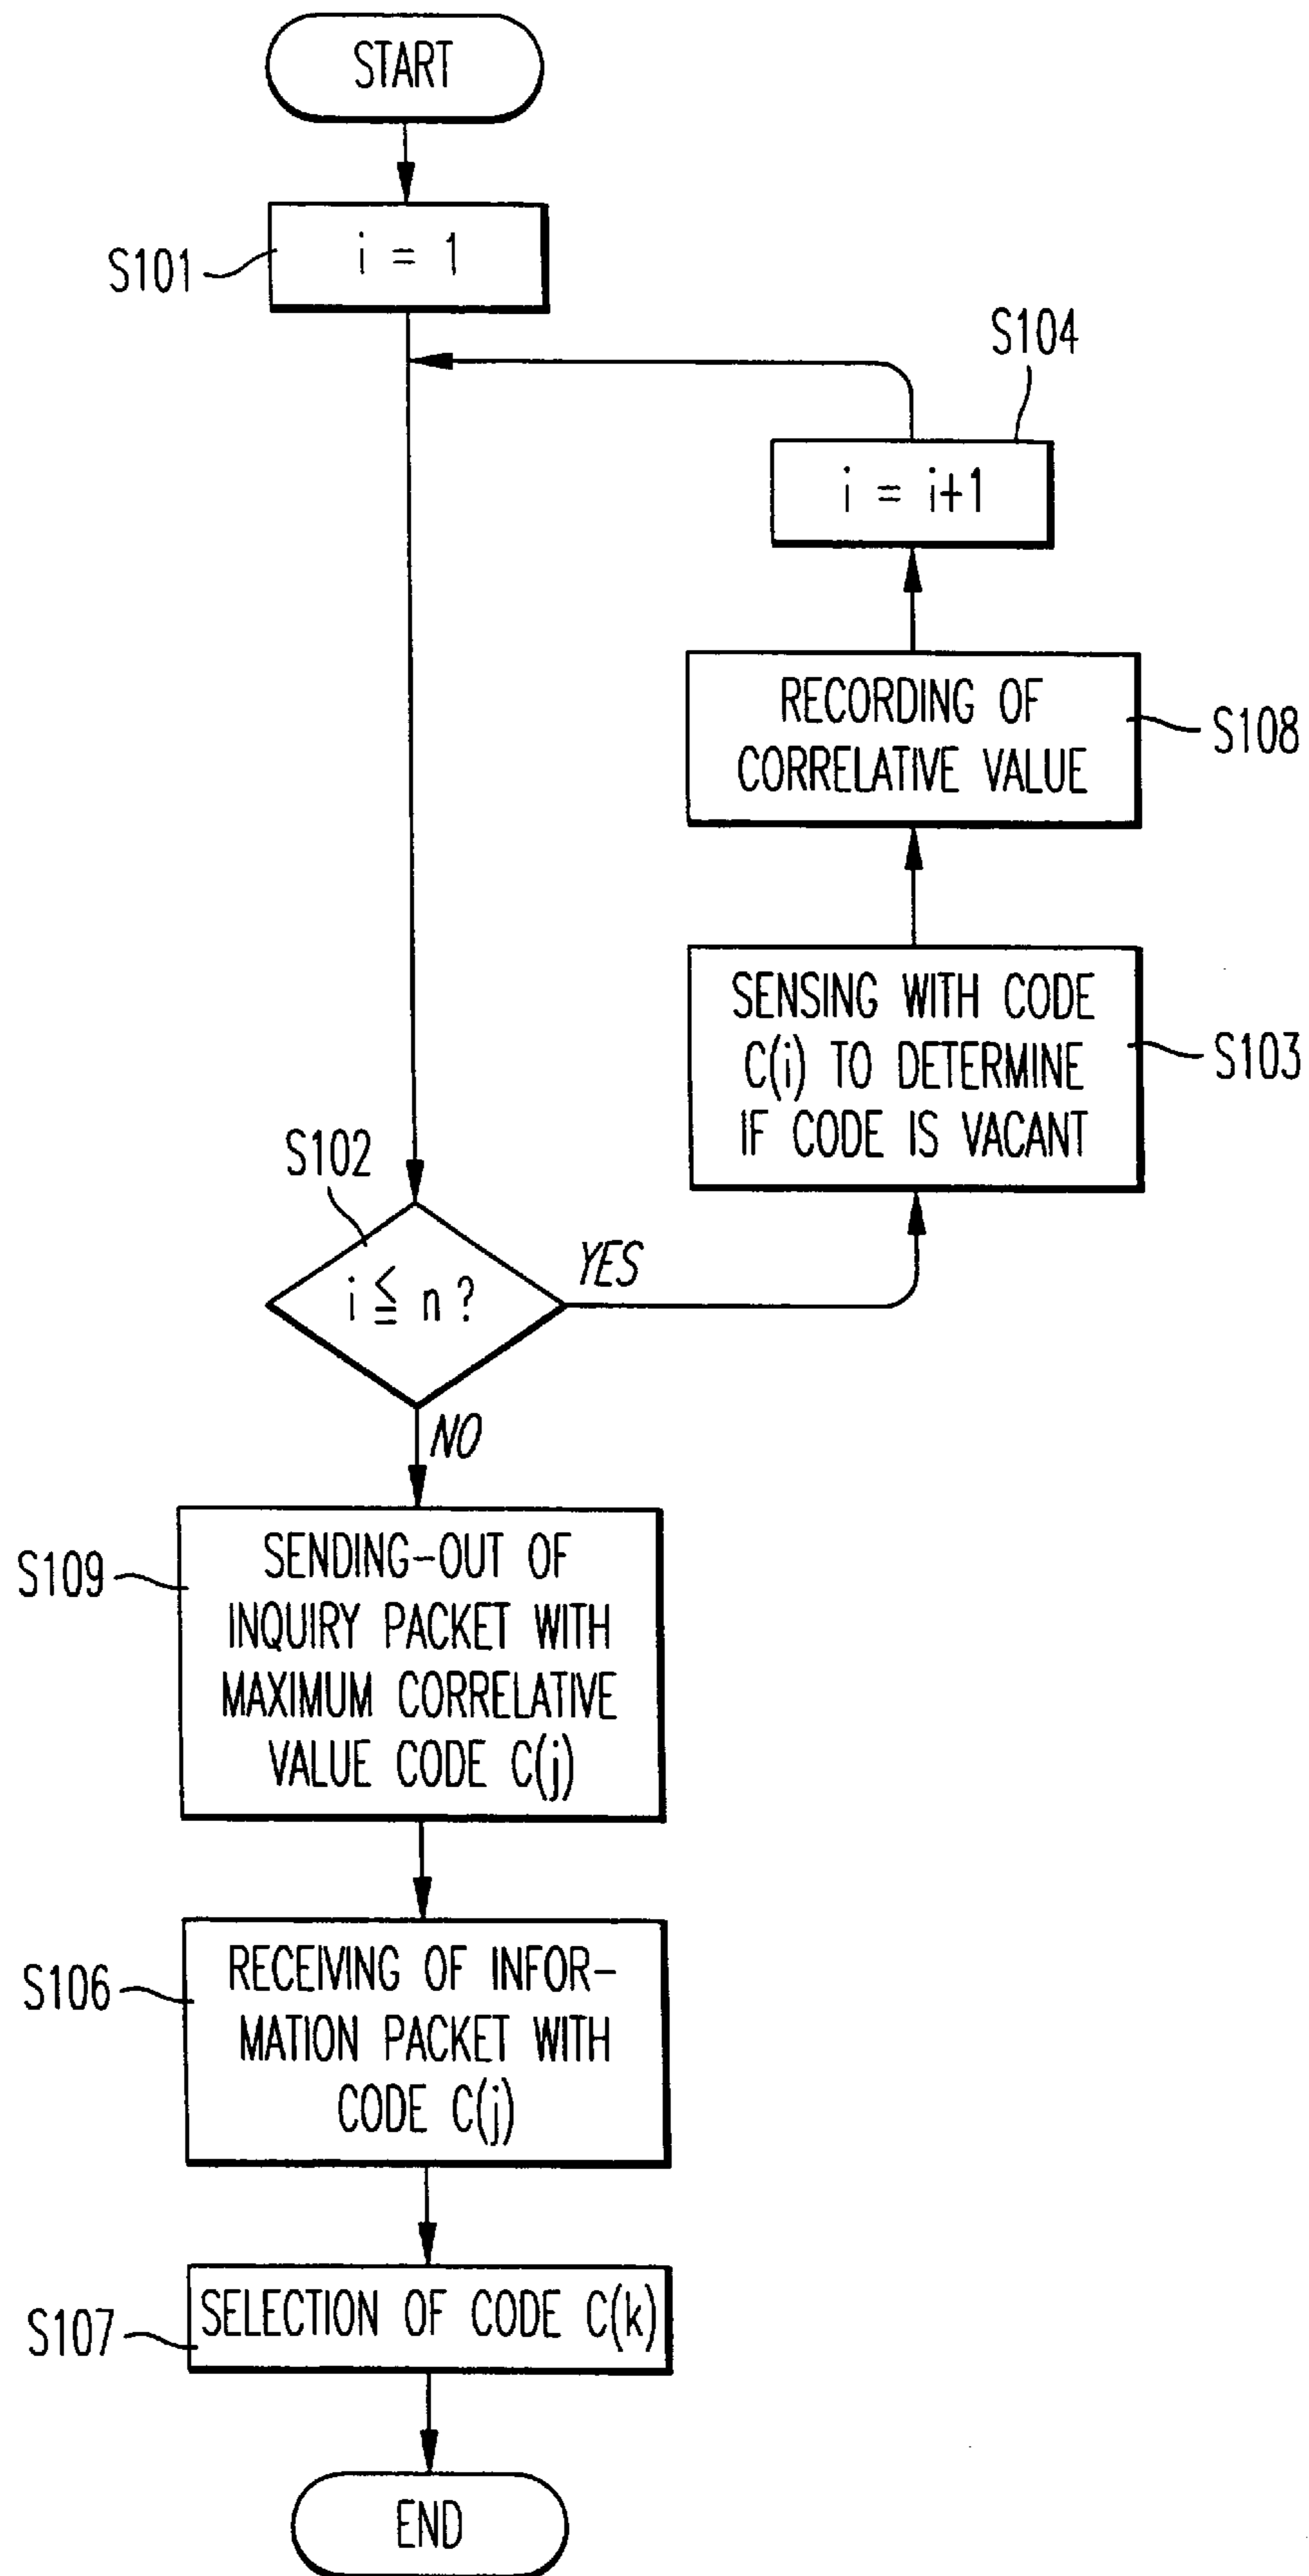 START
S101
i = 1
S104
i = i+1
RECORDING OF
CORRELATIVE VALUE
S108
SENSING WITH CODE
C(i) TO DETERMINE
IF CODE IS VACANT
S103
S102
i ≦ n ?
YES
NO
S109
SENDING-OUT OF
INQUIRY PACKET WITH
MAXIMUM CORRELATIVE
VALUE CODE C(j)
S106
RECEIVING OF INFOR-
MATION PACKET WITH
CODE C(j)
S107
SELECTION OF CODE C(k)
END